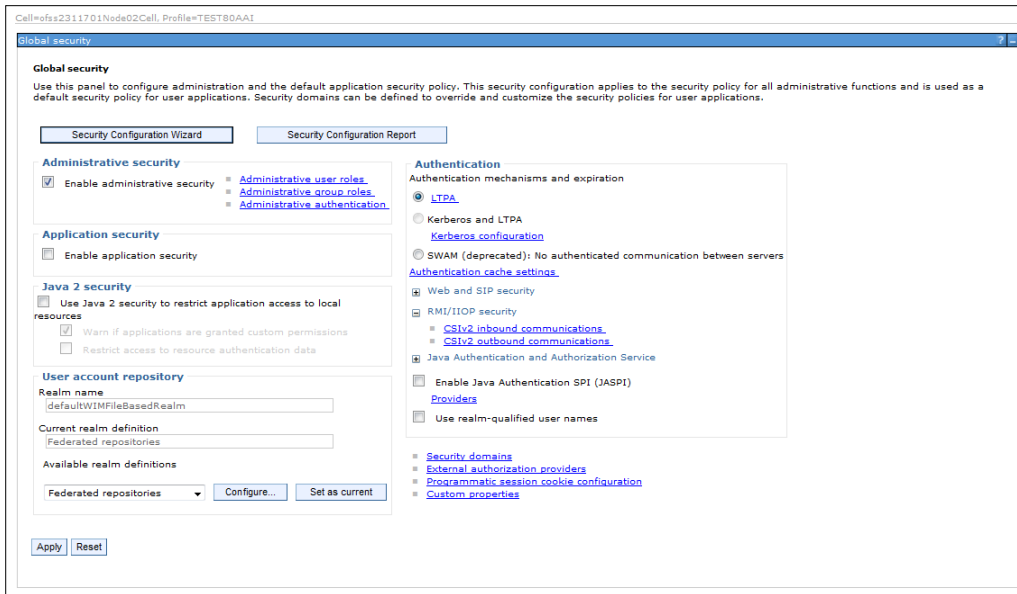 Cell=ofss2311701Node02Cell, Profile=TEST80AAI
Global security ? –
Global security
Use this panel to configure administration and the default application security policy. This security configuration applies to the security policy for all administrative functions and is used as a
default security policy for user applications. Security domains can be defined to override and customize the security policies for user applications.
Security Configuration Wizard
Security Configuration Report
Administrative security
Enable administrative security
Administrative user roles
Administrative group roles
Administrative authentication
Application security
Enable application security
Java 2 security
Use Java 2 security to restrict application access to local
resources
Warn if applications are granted custom permissions
Restrict access to resource authentication data
User account repository
Realm name
defaultWIMFileBasedRealm
Current realm definition
Federated repositories
Available realm definitions
Federated repositories
Configure...
Set as current
Authentication
Authentication mechanisms and expiration
LTPA
Kerberos and LTPA
Kerberos configuration
SWAM (deprecated): No authenticated communication between servers
Authentication cache settings
Web and SIP security
RMI/IIOP security
CSIv2 inbound communications
CSIv2 outbound communications
Java Authentication and Authorization Service
Enable Java Authentication SPI (JASPI)
Providers
Use realm-qualified user names
Security domains
External authorization providers
Programmatic session cookie configuration
Custom properties
Apply
Reset